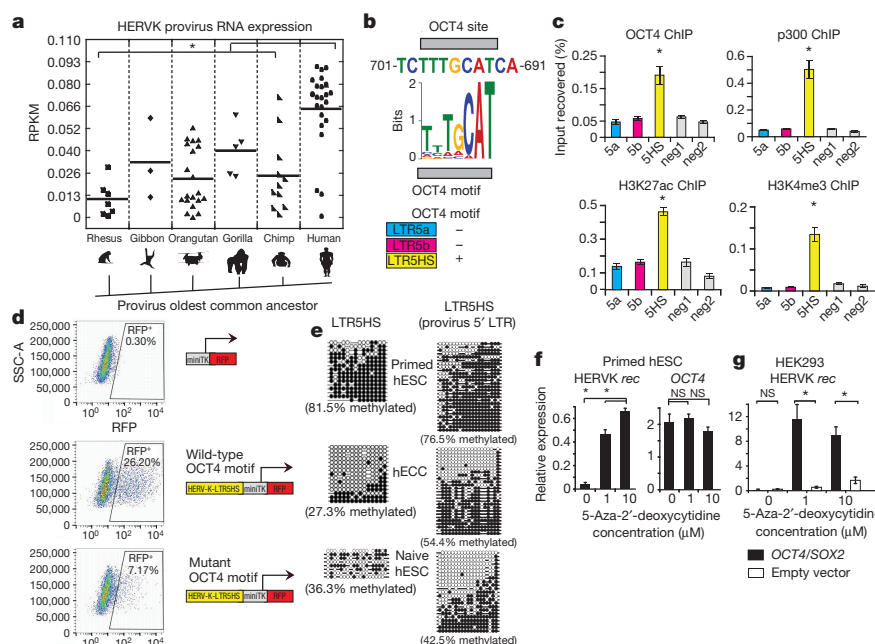 a
HERVK provirus RNA expression
*
RPKM
0.110
0.093
0.080
0.066
0.052
0.040
0.026
0.013
0
Rhesus Gibbon Orangutan Gorilla Chimp Human
Provirus oldest common ancestor
b
OCT4 site
701-TCTTTGCATCA-691
Bits
TTTGCAT
OCT4 motif
OCT4 motif
LTR5a –
LTR5b –
LTR5HS +
c
Input recovered (%)
OCT4 ChIP
*
0.25
0.20
0.15
0.10
0.05
0
5a 5b 5HS neg1 neg2
p300 ChIP
*
0.6
0.4
0.2
0
5a 5b 5HS neg1 neg2
H3K27ac ChIP
*
0.5
0.3
0.1
0
5a 5b 5HS neg1 neg2
H3K4me3 ChIP
*
0.2
0.1
0
5a 5b 5HS neg1 neg2
d
SSC-A
250,000
200,000
150,000
100,000
50,000
0
RFP⁺
0.30%
10⁰ 10² 10⁴
RFP
miniTK RFP
250,000
200,000
150,000
100,000
50,000
0
RFP⁺
26.20%
10⁰ 10² 10⁴
Wild-type
OCT4 motif
HERV-K-LTR5HS miniTK RFP
250,000
200,000
150,000
100,000
50,000
0
RFP⁺
7.17%
10⁰ 10² 10⁴
Mutant
OCT4 motif
HERV-K-LTR5HS miniTK RFP
e
LTR5HS
LTR5HS
(provirus 5′ LTR)
Primed
hESC
(81.5% methylated)
(76.5% methylated)
hECC
(27.3% methylated)
(54.4% methylated)
Naive
hESC
(36.3% methylated)
(42.5% methylated)
f
Primed hESC
HERVK rec
OCT4
Relative expression
* *
NS NS
0.6
0.4
0.2
0
3
2
1
0
0 1 10
0 1 10
5-Aza-2′-deoxycytidine
concentration (μM)
g
HEK293
HERVK rec
NS * *
12
8
4
0
0 1 10
5-Aza-2′-deoxycytidine
concentration (μM)
OCT4/SOX2
Empty vector